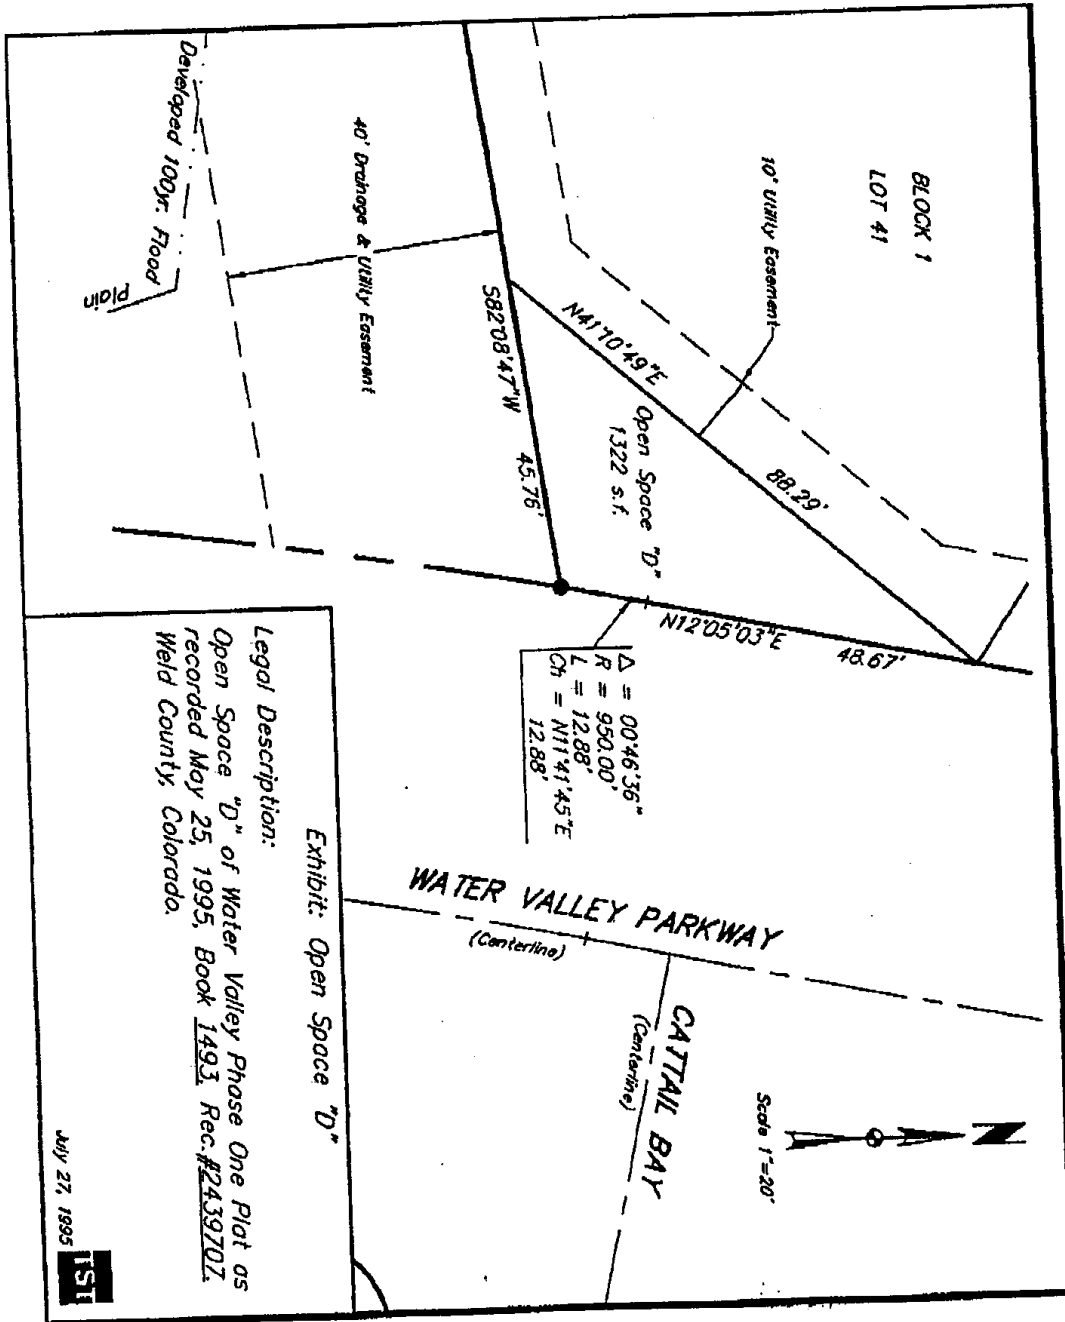 BLOCK 1
LOT 41
10' Utility Easement
N41°10'49"E
88.29'
Open Space "D"
1322 s.f.
40' Drainage & Utility Easement
S82°08'47"W
45.76'
Developed 100yr. Flood
Plain
N12°05'03"E
48.67'
Δ = 00°46'36"
R = 950.00'
L = 12.88'
Ch = N11°41'45"E
12.88'
WATER VALLEY PARKWAY
(Centerline)
CATTAIL BAY
(Centerline)
N
Scale 1"=20'
Exhibit: Open Space "D"
Legal Description:
Open Space "D" of Water Valley Phase One Plat as
recorded May 25, 1995, Book 1493, Rec.#2439707,
Weld County, Colorado.
July 27, 1995